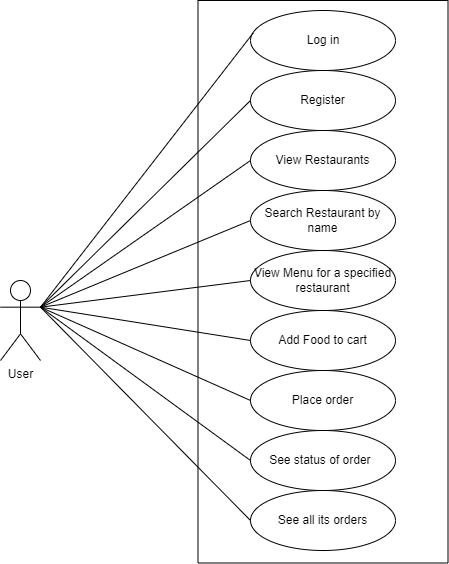 Log in
Register
View Restaurants
Search Restaurant by
name
View Menu for a specified
restaurant
Add Food to cart
Place order
See status of order
See all its orders
User